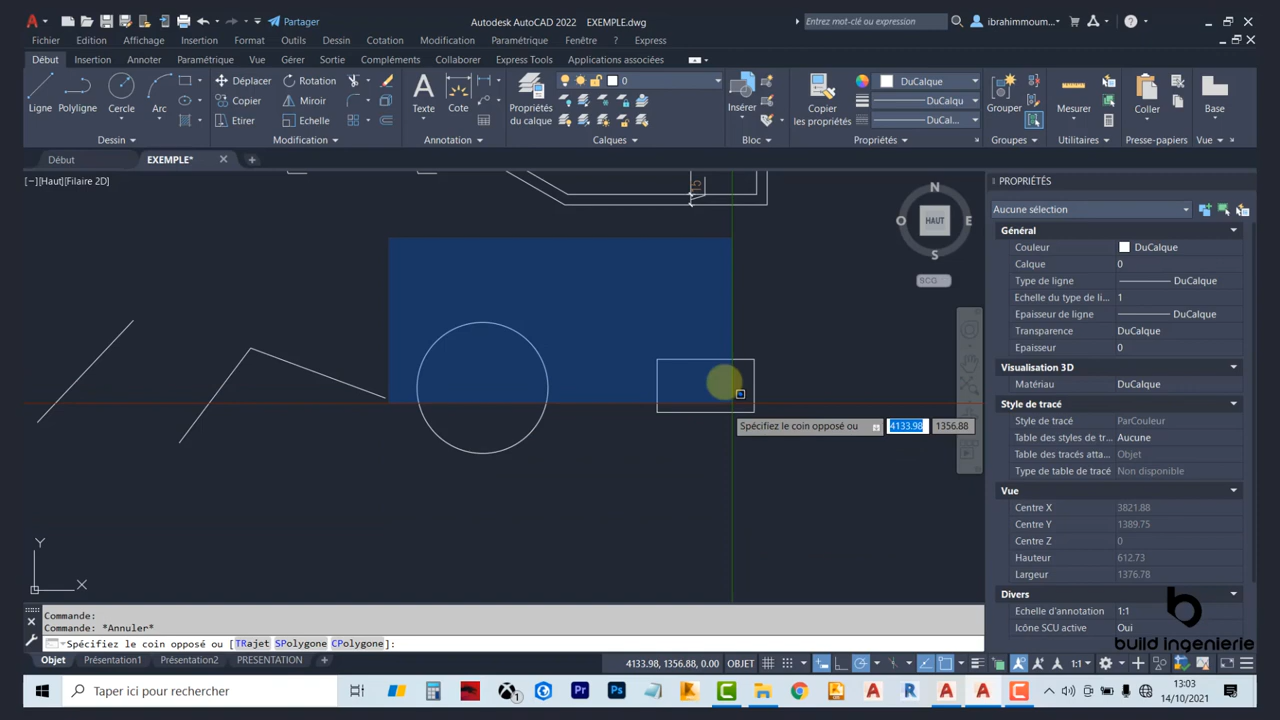 Partager
Autodesk AutoCAD 2022 EXEMPLE.dwg
Entrez mot-clé ou expression
ibrahimmoum...
Fichier Edition Affichage Insertion Format Outils Dessin Cotation Modification Paramétrique Fenêtre ? Express
Début Insertion Annoter Paramétrique Vue Gérer Sortie Compléments Collaborer Express Tools Applications associées
Ligne Polyligne Cercle Arc
Déplacer Rotation
Copier Miroir
Etirer Echelle
Texte Cote
Propriétés du calque
0
Insérer
Copier les propriétés
DuCalque
DuCalqu
DuCal...
Grouper
Mesurer
Coller
Base
Dessin Modification Annotation Calques Bloc Propriétés Groupes Utilitaires Presse-papiers Vue
Début EXEMPLE*
[−][Haut][Filaire 2D]
N
O HAUT E
S
SCG
Spécifiez le coin opposé ou 4133.98 1356.88
Y
X
PROPRIÉTÉS
Aucune sélection
Général
Couleur DuCalque
Calque 0
Type de ligne DuCalque
Echelle du type de li... 1
Epaisseur de ligne DuCalque
Transparence DuCalque
Epaisseur 0
Visualisation 3D
Matériau DuCalque
Style de tracé
Style de tracé ParCouleur
Table des styles de tr... Aucune
Table des tracés atta... Objet
Type de table de tracé Non disponible
Vue
Centre X 3821.88
Centre Y 1389.75
Centre Z 0
Hauteur 612.73
Largeur 1376.78
Divers
Echelle d'annotation 1:1
Icône SCU active Oui
build ingenierie
Commande:
Commande: *Annuler*
Spécifiez le coin opposé ou [TRajet SPolygone CPolygone]:
Objet Présentation1 Présentation2 PRESENTATION +
4133.98, 1356.88, 0.00 OBJET
1:1
Taper ici pour rechercher
13:03
14/10/2021